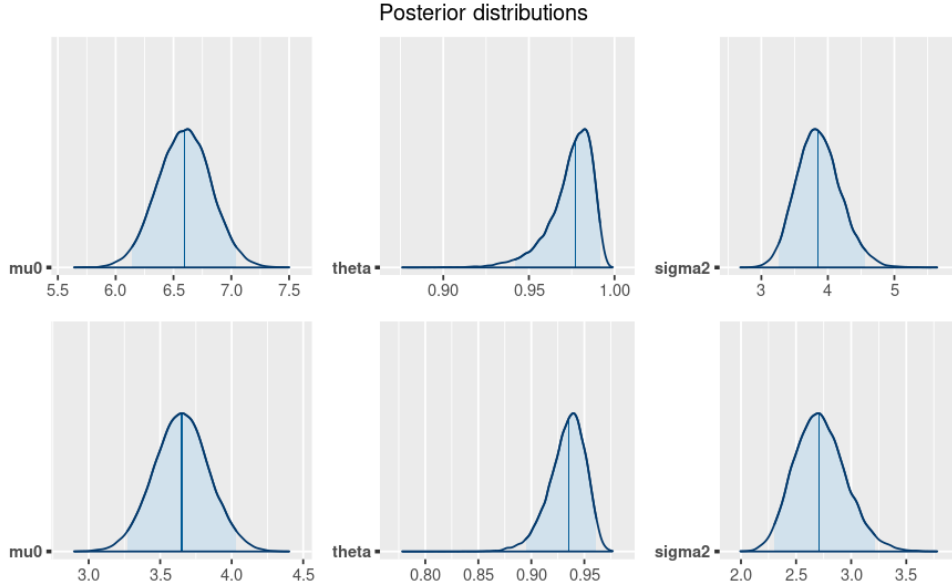 Posterior distributions
mu0 theta sigma2
5.5 6.0 6.5 7.0 7.5 0.90 0.95 1.00 3 4 5
mu0 theta sigma2
3.0 3.5 4.0 4.5 0.80 0.85 0.90 0.95 2.0 2.5 3.0 3.5